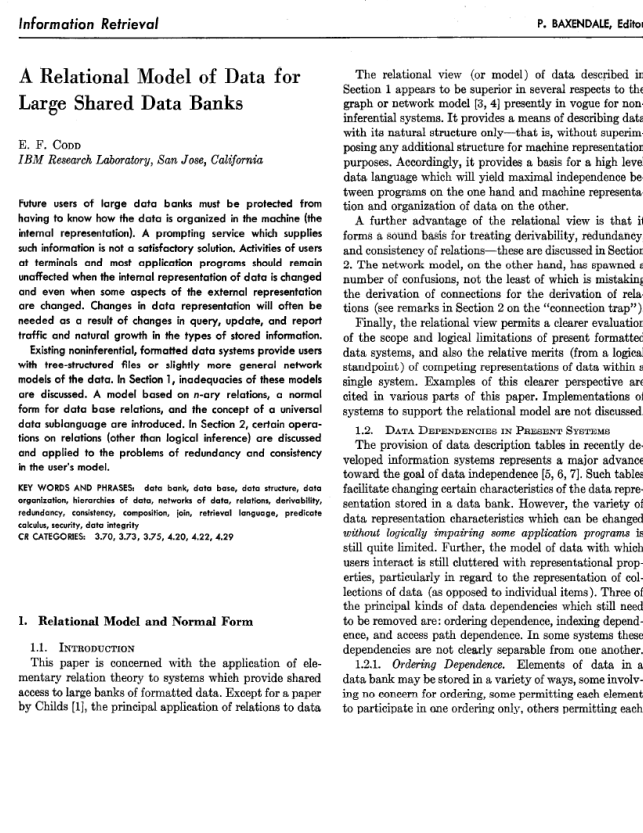 Information Retrieval
P. BAXENDALE, Editor
A Relational Model of Data for
Large Shared Data Banks
E. F. CODD
IBM Research Laboratory, San Jose, California
Future users of large data banks must be protected from
having to know how the data is organized in the machine (the
internal representation). A prompting service which supplies
such information is not a satisfactory solution. Activities of users
at terminals and most application programs should remain
unaffected when the internal representation of data is changed
and even when some aspects of the external representation
are changed. Changes in data representation will often be
needed as a result of changes in query, update, and report
traffic and natural growth in the types of stored information.
Existing noninferential, formatted data systems provide users
with tree-structured files or slightly more general network
models of the data. In Section 1, inadequacies of these models
are discussed. A model based on n-ary relations, a normal
form for data base relations, and the concept of a universal
data sublanguage are introduced. In Section 2, certain opera-
tions on relations (other than logical inference) are discussed
and applied to the problems of redundancy and consistency
in the user's model.
KEY WORDS AND PHRASES: data bank, data base, data structure, data
organization, hierarchies of data, networks of data, relations, derivability,
redundancy, consistency, composition, join, retrieval language, predicate
calculus, security, data integrity
CR CATEGORIES: 3.70, 3.73, 3.75, 4.20, 4.22, 4.29
1. Relational Model and Normal Form
1.1. INTRODUCTION
This paper is concerned with the application of ele-
mentary relation theory to systems which provide shared
access to large banks of formatted data. Except for a paper
by Childs [1], the principal application of relations to data
The relational view (or model) of data described in
Section 1 appears to be superior in several respects to the
graph or network model [3, 4] presently in vogue for non-
inferential systems. It provides a means of describing data
with its natural structure only—that is, without superim-
posing any additional structure for machine representation
purposes. Accordingly, it provides a basis for a high level
data language which will yield maximal independence be-
tween programs on the one hand and machine representa-
tion and organization of data on the other.
A further advantage of the relational view is that it
forms a sound basis for treating derivability, redundancy,
and consistency of relations—these are discussed in Section
2. The network model, on the other hand, has spawned a
number of confusions, not the least of which is mistaking
the derivation of connections for the derivation of rela-
tions (see remarks in Section 2 on the "connection trap")
Finally, the relational view permits a clearer evaluation
of the scope and logical limitations of present formatted
data systems, and also the relative merits (from a logical
standpoint) of competing representations of data within a
single system. Examples of this clearer perspective are
cited in various parts of this paper. Implementations of
systems to support the relational model are not discussed.
1.2. DATA DEPENDENCIES IN PRESENT SYSTEMS
The provision of data description tables in recently de-
veloped information systems represents a major advance
toward the goal of data independence [5, 6, 7]. Such tables
facilitate changing certain characteristics of the data repre-
sentation stored in a data bank. However, the variety of
data representation characteristics which can be changed
without logically impairing some application programs is
still quite limited. Further, the model of data with which
users interact is still cluttered with representational prop-
erties, particularly in regard to the representation of col-
lections of data (as opposed to individual items). Three of
the principal kinds of data dependencies which still need
to be removed are: ordering dependence, indexing depend-
ence, and access path dependence. In some systems these
dependencies are not clearly separable from one another.
1.2.1. Ordering Dependence. Elements of data in a
data bank may be stored in a variety of ways, some involv-
ing no concern for ordering, some permitting each element
to participate in one ordering only, others permitting each